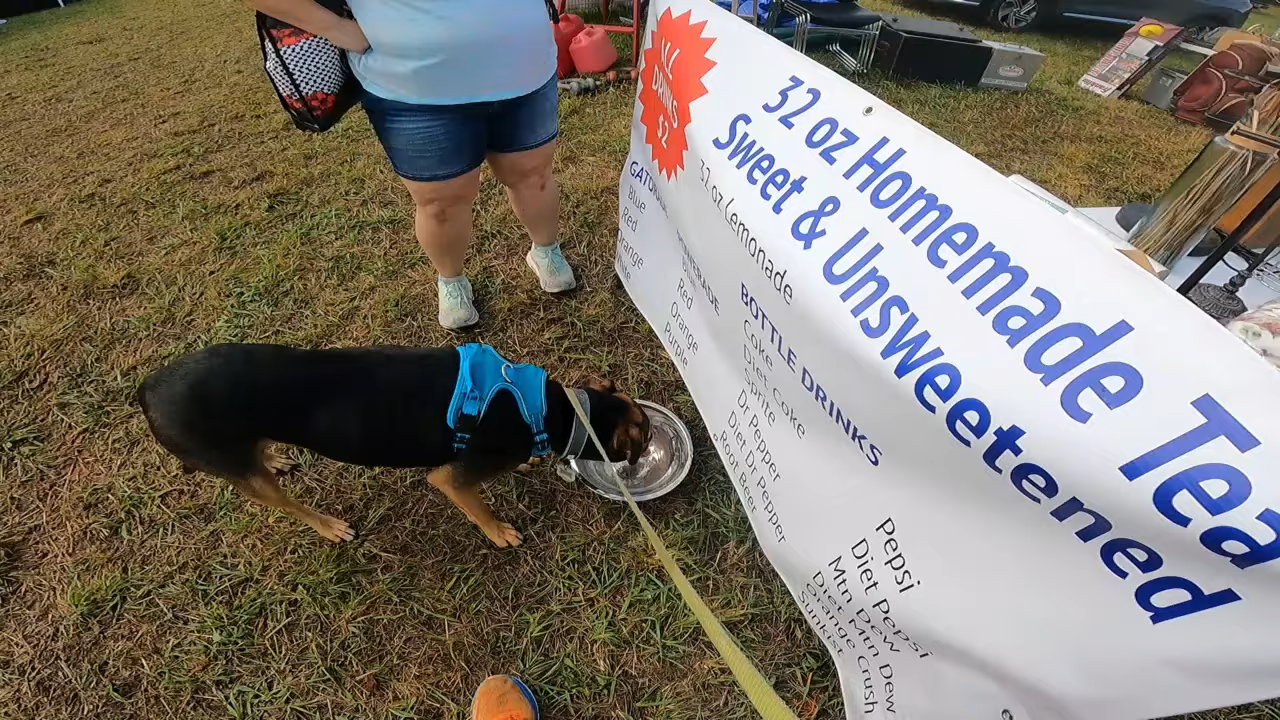 ALL
DRINKS
$2
32 oz Homemade Tea
Sweet & Unsweetened
32 oz Lemonade
Blue
Red
Orange
Red
Orange
Purple
BOTTLE DRINKS
Coke
Diet Coke
Sprite
Dr Pepper
Diet Dr Pepper
Root Beer
Pepsi
Diet Pepsi
Mtn Dew
Diet Mtn Dew
Orange Crush
Sunkist